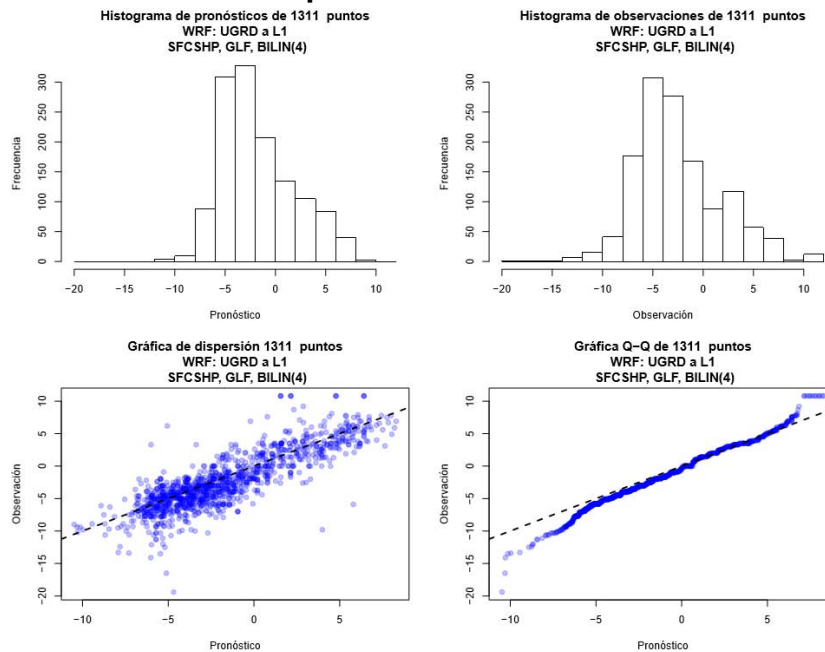 Histograma de pronósticos de 1311 puntos
WRF: UGRD a L1
SFCSHP, GLF, BILIN(4)
Frecuencia
0
50
100
150
200
250
300
−20
−15
−10
−5
0
5
10
Pronóstico
Histograma de observaciones de 1311 puntos
WRF: UGRD a L1
SFCSHP, GLF, BILIN(4)
Frecuencia
0
50
100
150
200
250
300
−20
−15
−10
−5
0
5
10
Observación
Gráfica de dispersión 1311 puntos
WRF: UGRD a L1
SFCSHP, GLF, BILIN(4)
Observación
−20
−15
−10
−5
0
5
10
−10
−5
0
5
Pronóstico
Gráfica Q−Q de 1311 puntos
WRF: UGRD a L1
SFCSHP, GLF, BILIN(4)
Observación
−20
−15
−10
−5
0
5
10
−10
−5
0
5
Pronóstico